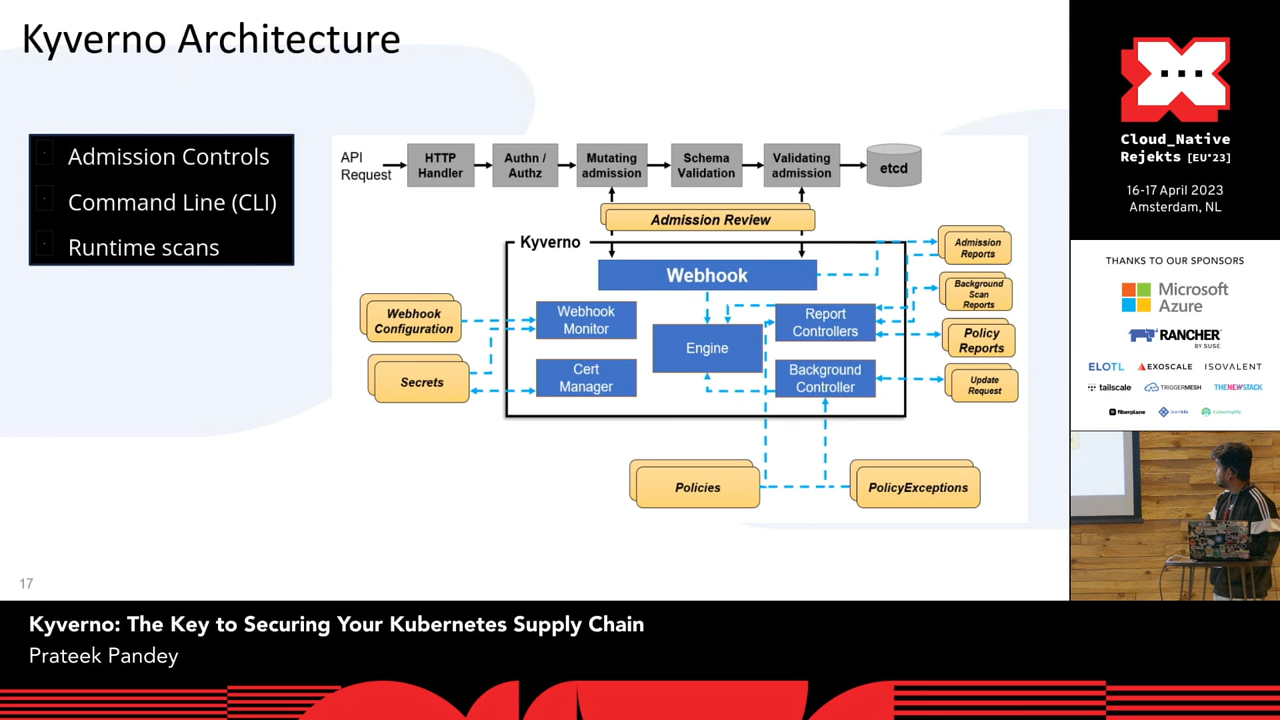 Kyverno Architecture
Admission Controls
Command Line (CLI)
Runtime scans
API
Request
HTTP
Handler
Authn /
Authz
Mutating
admission
Schema
Validation
Validating
admission
etcd
Admission Review
Kyverno
Webhook
Webhook
Configuration
Secrets
Webhook
Monitor
Cert
Manager
Engine
Report
Controllers
Background
Controller
Admission
Reports
Background
Scan
Reports
Policy
Reports
Update
Request
Policies
PolicyExceptions
17
Kyverno: The Key to Securing Your Kubernetes Supply Chain
Prateek Pandey
Cloud_Native
Rejekts [EU*23]
16-17 April 2023
Amsterdam, NL
THANKS TO OUR SPONSORS
Microsoft
Azure
RANCHER
BY SUSE
ELOTL
EXOSCALE
ISOVALENT
tailscale
TRIGGERMESH
THENEWSTACK
fiberplane
Kubesimplify